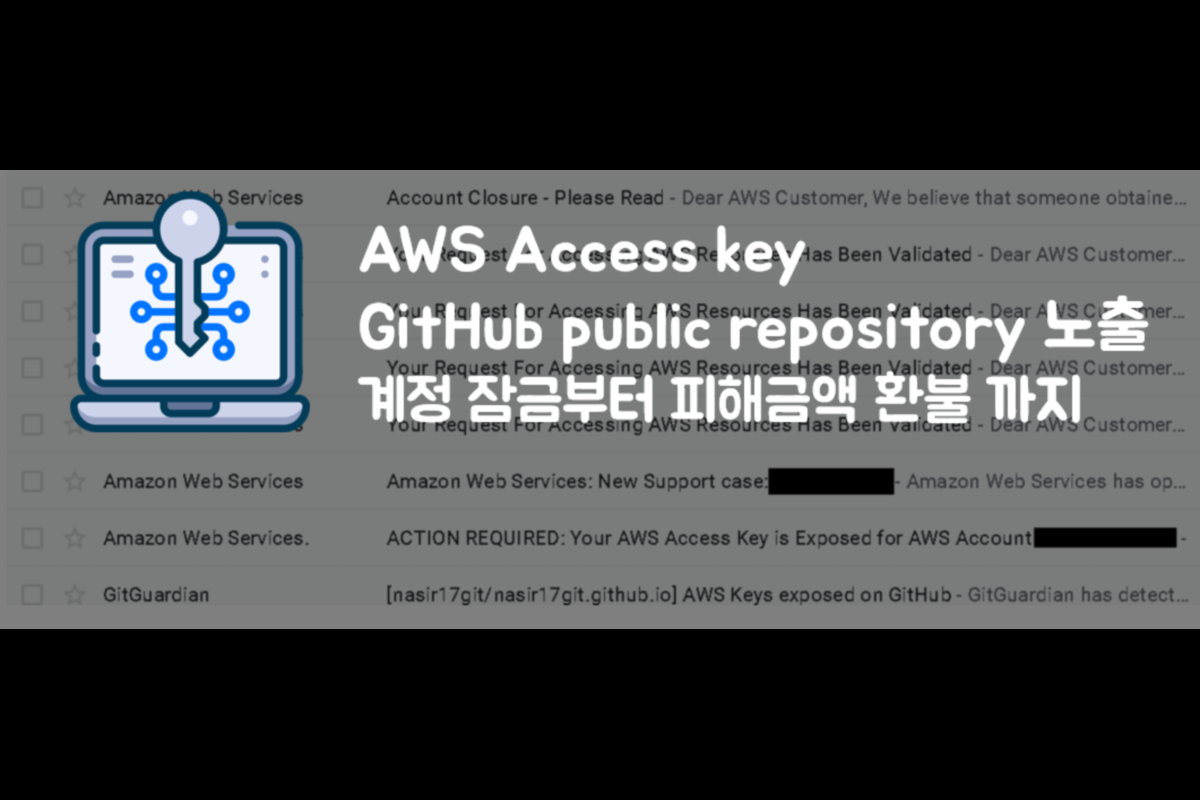 Amazon Web Services Account Closure - Please Read - Dear AWS Customer, We believe that someone obtaine...
AWS Access key
Your Request For Accessing AWS Resources Has Been Validated - Dear AWS Customer...
GitHub public repository 노출
Your Request For Accessing AWS Resources Has Been Validated - Dear AWS Customer...
Your Request For Accessing AWS Resources Has Been Validated - Dear AWS Customer...
계정 잠금부터 피해금액 환불 까지
Your Request For Accessing AWS Resources Has Been Validated - Dear AWS Customer...
Amazon Web Services Amazon Web Services: New Support case: - Amazon Web Services has op...
Amazon Web Services. ACTION REQUIRED: Your AWS Access Key is Exposed for AWS Account -
GitGuardian [nasir17git/nasir17git.github.io] AWS Keys exposed on GitHub - GitGuardian has detect...